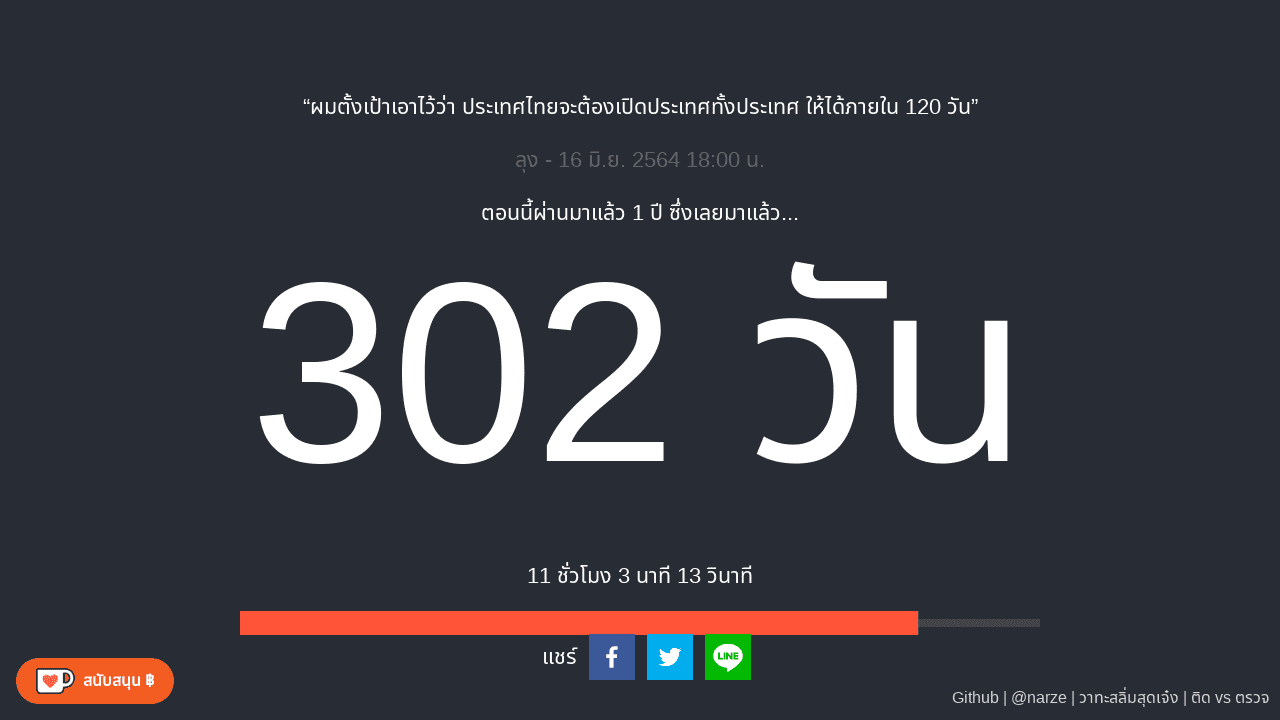 “ผมตั้งเป้าเอาไว้ว่า ประเทศไทยจะต้องเปิดประเทศทั้งประเทศ ให้ได้ภายใน 120 วัน”
ลุง - 16 มิ.ย. 2564 18:00 น.
ตอนนี้ผ่านมาแล้ว 1 ปี ซึ่งเลยมาแล้ว...
302 วัน
11 ชั่วโมง 3 นาที 13 วินาที
แชร์
LINE
สนับสนุน ฿
Github | @narze | วาทะสลิ่มสุดเจ๋ง | ติด vs ตรวจ